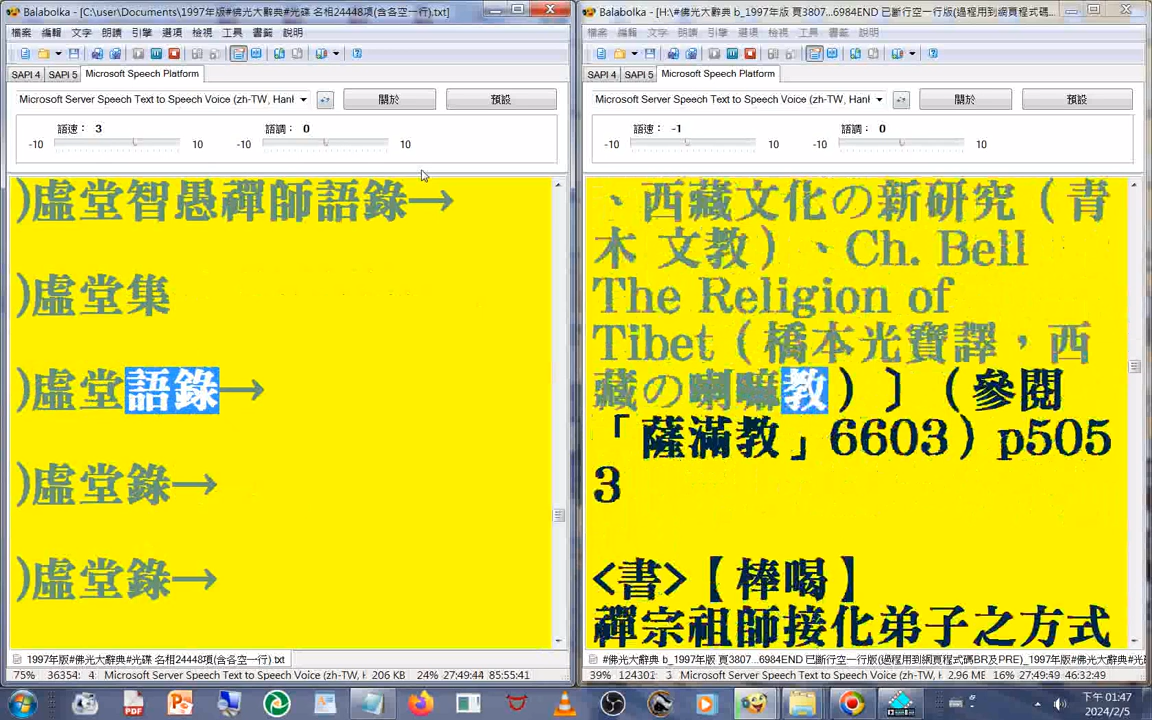 Balabolka - [C:\user\Documents\1997年版#佛光大辭典#光碟 名相24448項(含各空一行).txt]
檔案 編輯 文字 朗讀 引擎 選項 檢視 工具 書籤 說明
SAPI 4 SAPI 5 Microsoft Speech Platform
Microsoft Server Speech Text to Speech Voice (zh-TW, Hanl
關於
預設
語速： 3
語調： 0
-10 10 -10 10
)虛堂智愚禪師語錄→
)虛堂集
)虛堂語錄→
)虛堂錄→
)虛堂錄→
1997年版#佛光大辭典#光碟 名相24448項(含各空一行).txt
75% 36354: 4 Microsoft Server Speech Text to Speech Voice (zh-TW, H 206 KB 24% 27:49:44 85:55:41
Balabolka - [H:\#佛光大辭典 b_1997年版 頁3807...6984END 已斷行空一行版(過程用到網頁程式碼
檔案 編輯 文字 朗讀 引擎 選項 檢視 工具 書籤 說明
SAPI 4 SAPI 5 Microsoft Speech Platform
Microsoft Server Speech Text to Speech Voice (zh-TW, Hanl
關於
預設
語速： -1
語調： 0
-10 10 -10 10
、西藏文化の新研究（青
木 文教）、Ch. Bell
The Religion of
Tibet（橋本光寶譯，西
藏の喇嘛教）〕（參閱
「薩滿教」6603）p505
3
<書>【棒喝】
禪宗祖師接化弟子之方式
#佛光大辭典 b_1997年版 頁3807...6984END 已斷行空一行版(過程用到網頁程式碼BR及PRE)_1997年版#佛光
39% 124301: 3 Microsoft Server Speech Text to Speech Voice (zh-TW, H 2.96 ME 16% 27:49:49 46:32:49
下午 01:47
2024/2/5